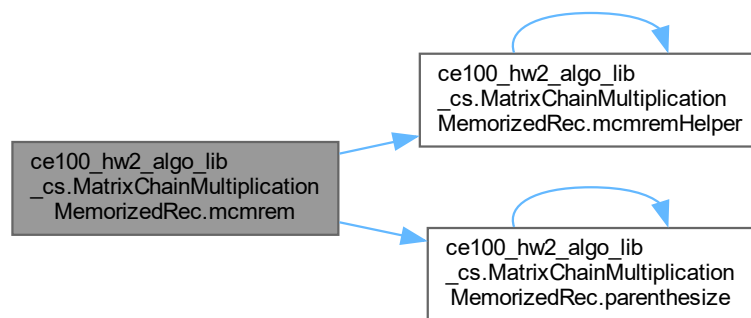 ce100_hw2_algo_lib
_cs.MatrixChainMultiplication
MemorizedRec.mcmrem
ce100_hw2_algo_lib
_cs.MatrixChainMultiplication
MemorizedRec.mcmremHelper
ce100_hw2_algo_lib
_cs.MatrixChainMultiplication
MemorizedRec.parenthesize